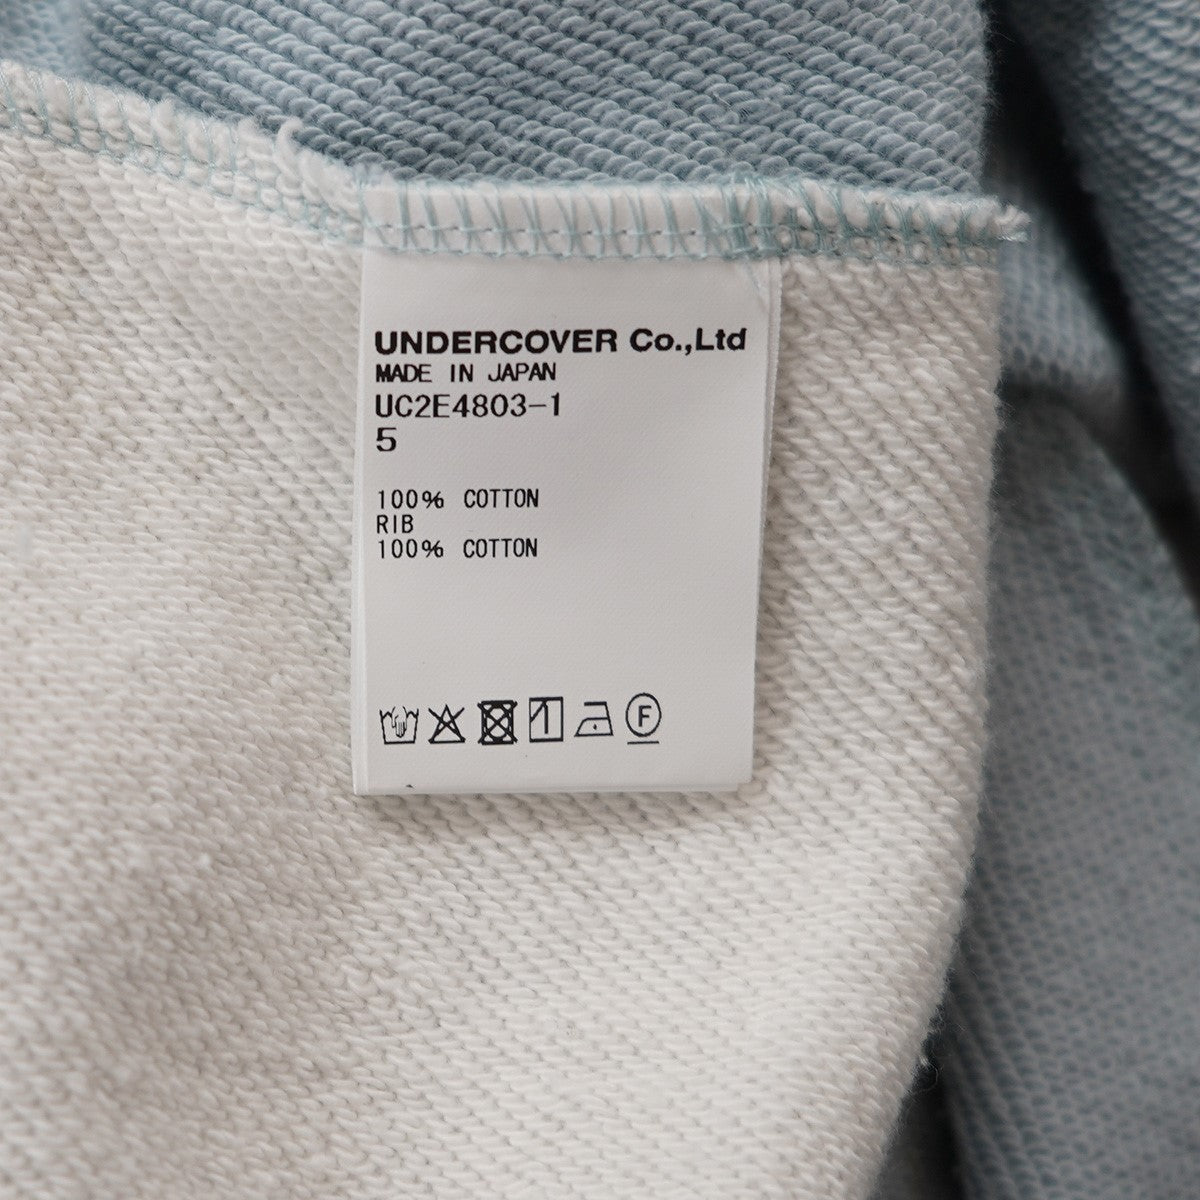 UNDERCOVER Co.,Ltd
MADE IN JAPAN
UC2E4803-1
5
100% COTTON
RIB
100% COTTON
F